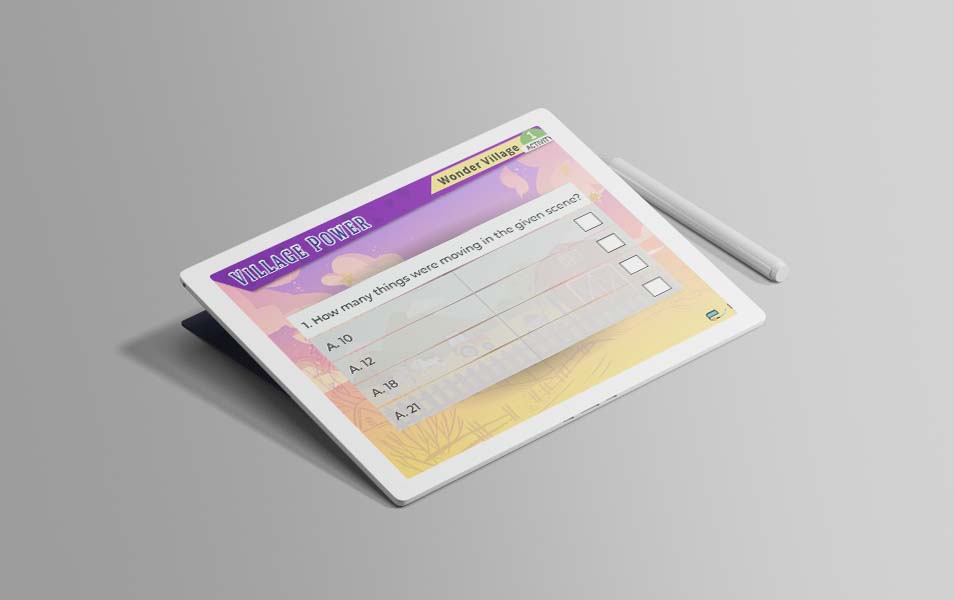 Wonder Village
1
ACTIVITY
VILLAGE POWER
1. How many things were moving in the given scene?
A. 10
A. 12
A. 18
A. 21